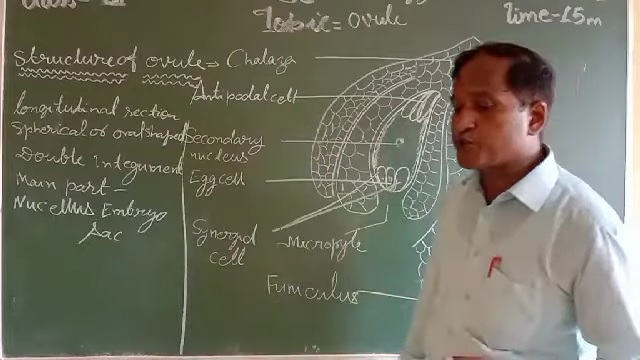 Topic = Ovule
Time - 15m
Structure of ovule ⇒
Longitudinal section
Spherical or oval shaped
Double integument
Main part -
Nucellus Embryo
Sac
Chalaza
Antipodal cell
Secondary
nucleus
Egg cell
Synergid
cell
Micropyle
Funiculus